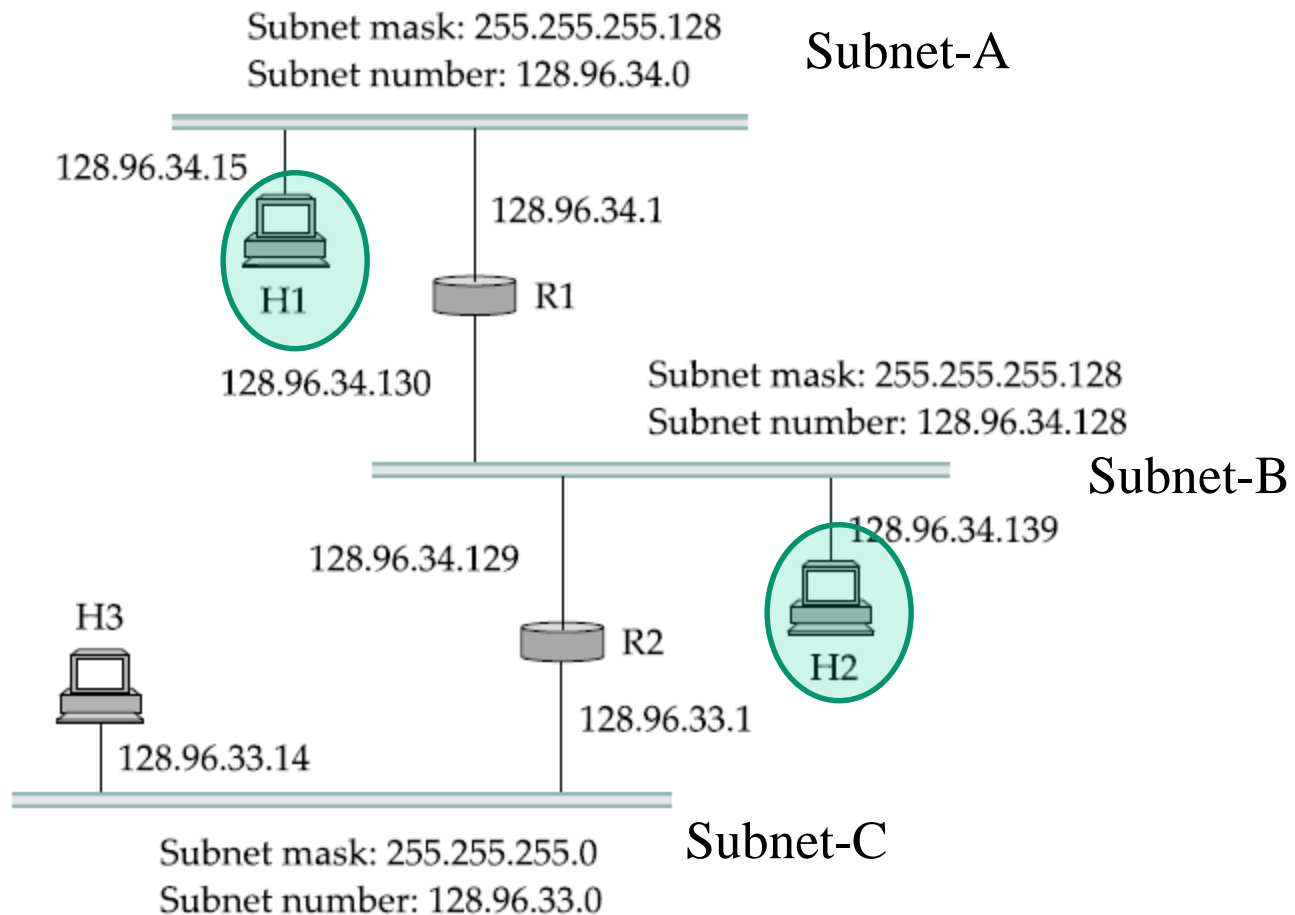 Subnet mask: 255.255.255.128
Subnet number: 128.96.34.0
Subnet-A
128.96.34.15
128.96.34.1
H1
R1
128.96.34.130
Subnet mask: 255.255.255.128
Subnet number: 128.96.34.128
Subnet-B
128.96.34.139
128.96.34.129
H3
R2
H2
128.96.33.1
128.96.33.14
Subnet-C
Subnet mask: 255.255.255.0
Subnet number: 128.96.33.0